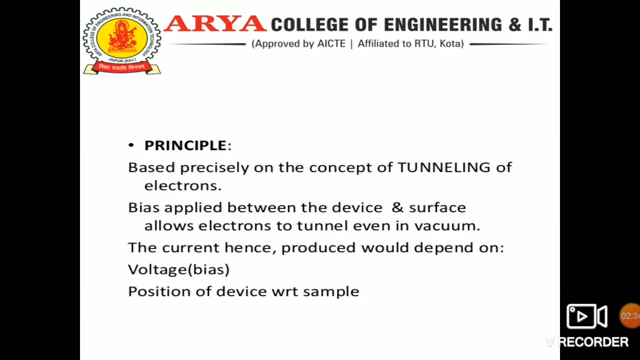 ARYA COLLEGE OF ENGINEERING & I.T.
(Approved by AICTE | Affiliated to RTU, Kota)
• PRINCIPLE:
Based precisely on the concept of TUNNELING of
electrons.
Bias applied between the device & surface
allows electrons to tunnel even in vacuum.
The current hence, produced would depend on:
Voltage(bias)
Position of device wrt sample
02:34
V RECORDER